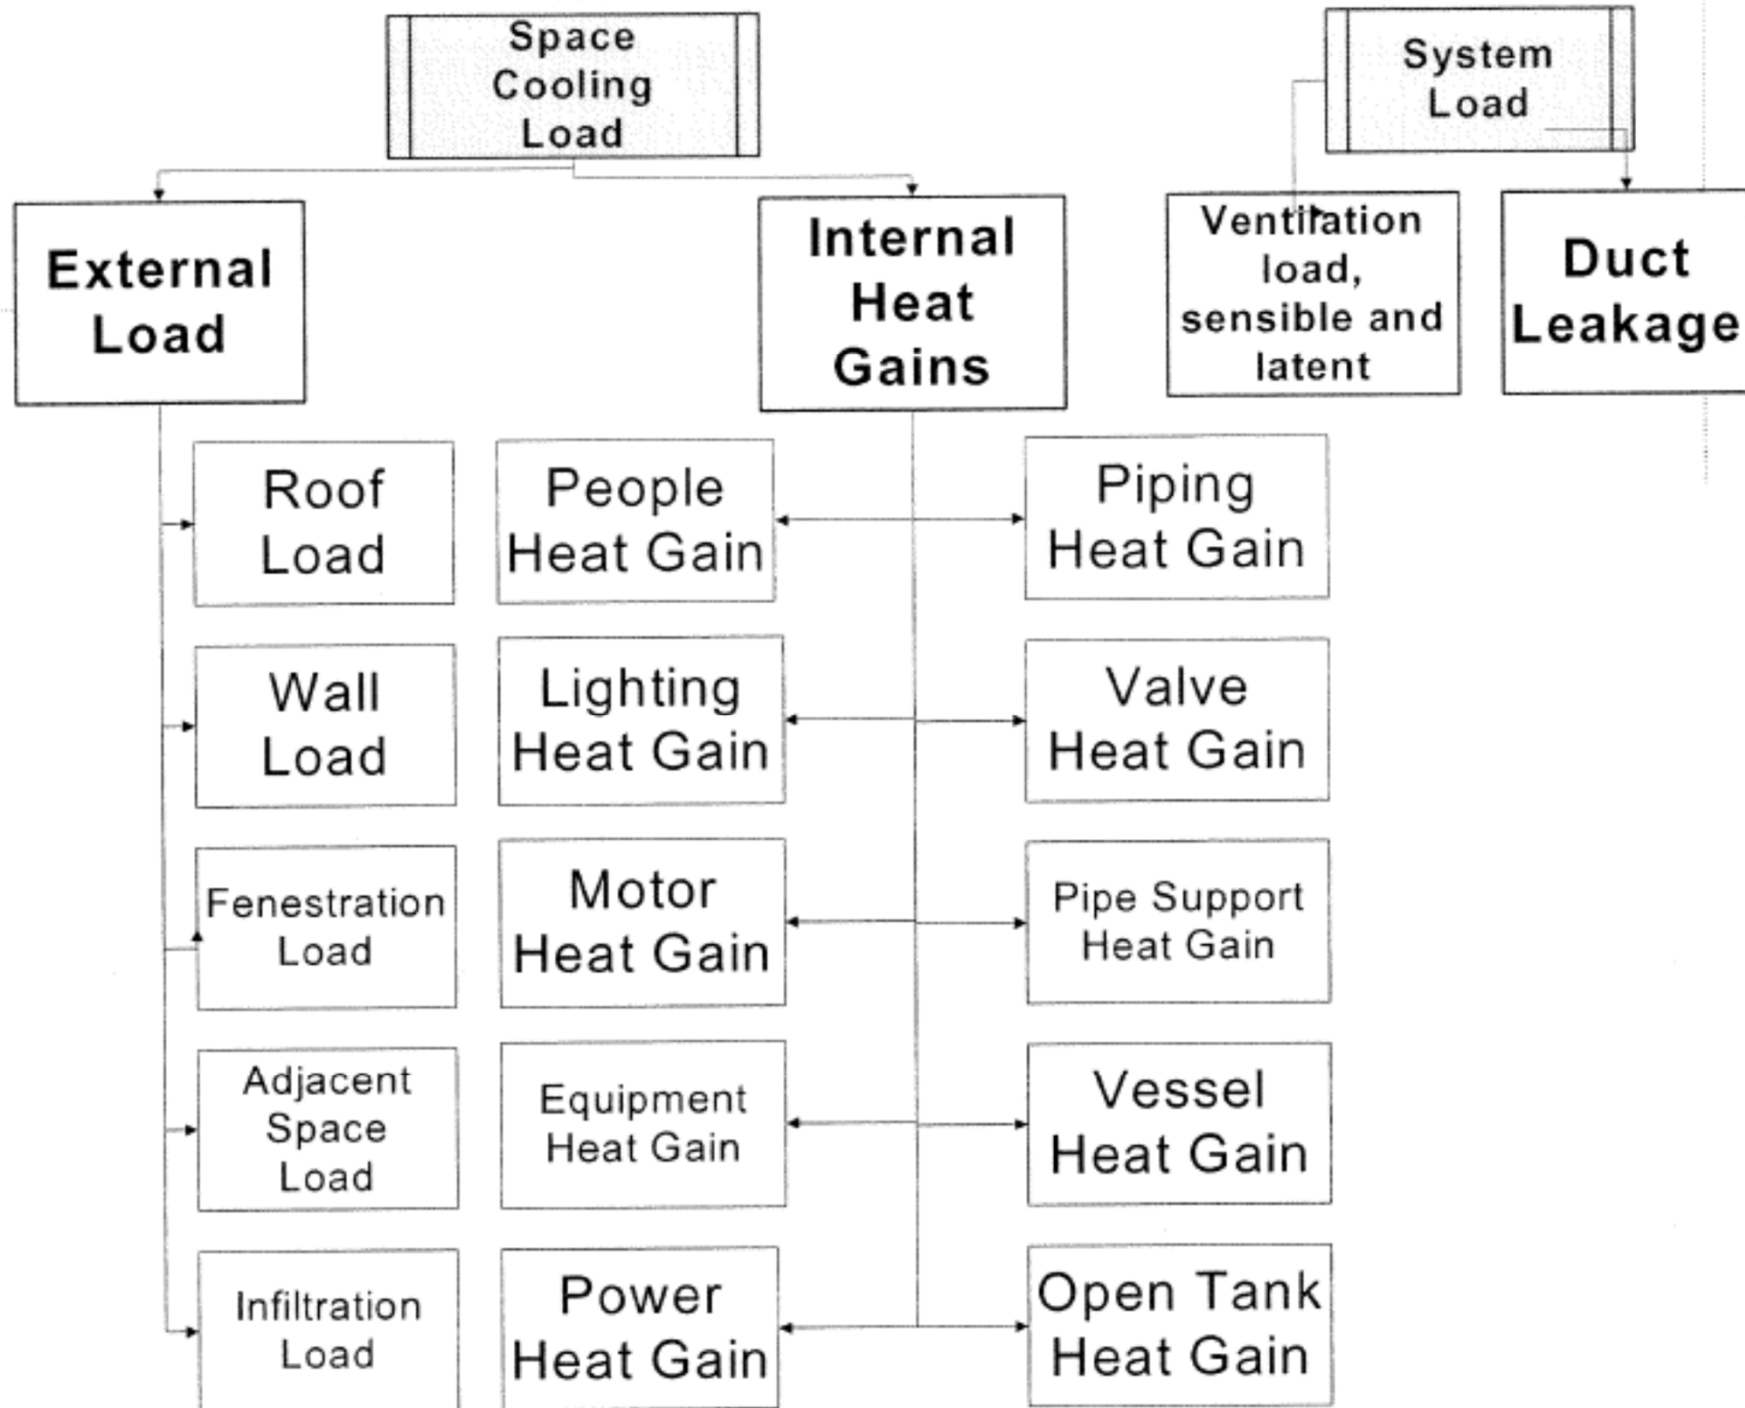 Space
Cooling
Load
System
Load
External
Load
Internal
Heat
Gains
Ventilation
load,
sensible and
latent
Duct
Leakage
Roof
Load
People
Heat Gain
Piping
Heat Gain
Wall
Load
Lighting
Heat Gain
Valve
Heat Gain
Fenestration
Load
Motor
Heat Gain
Pipe Support
Heat Gain
Adjacent
Space
Load
Equipment
Heat Gain
Vessel
Heat Gain
Infiltration
Load
Power
Heat Gain
Open Tank
Heat Gain